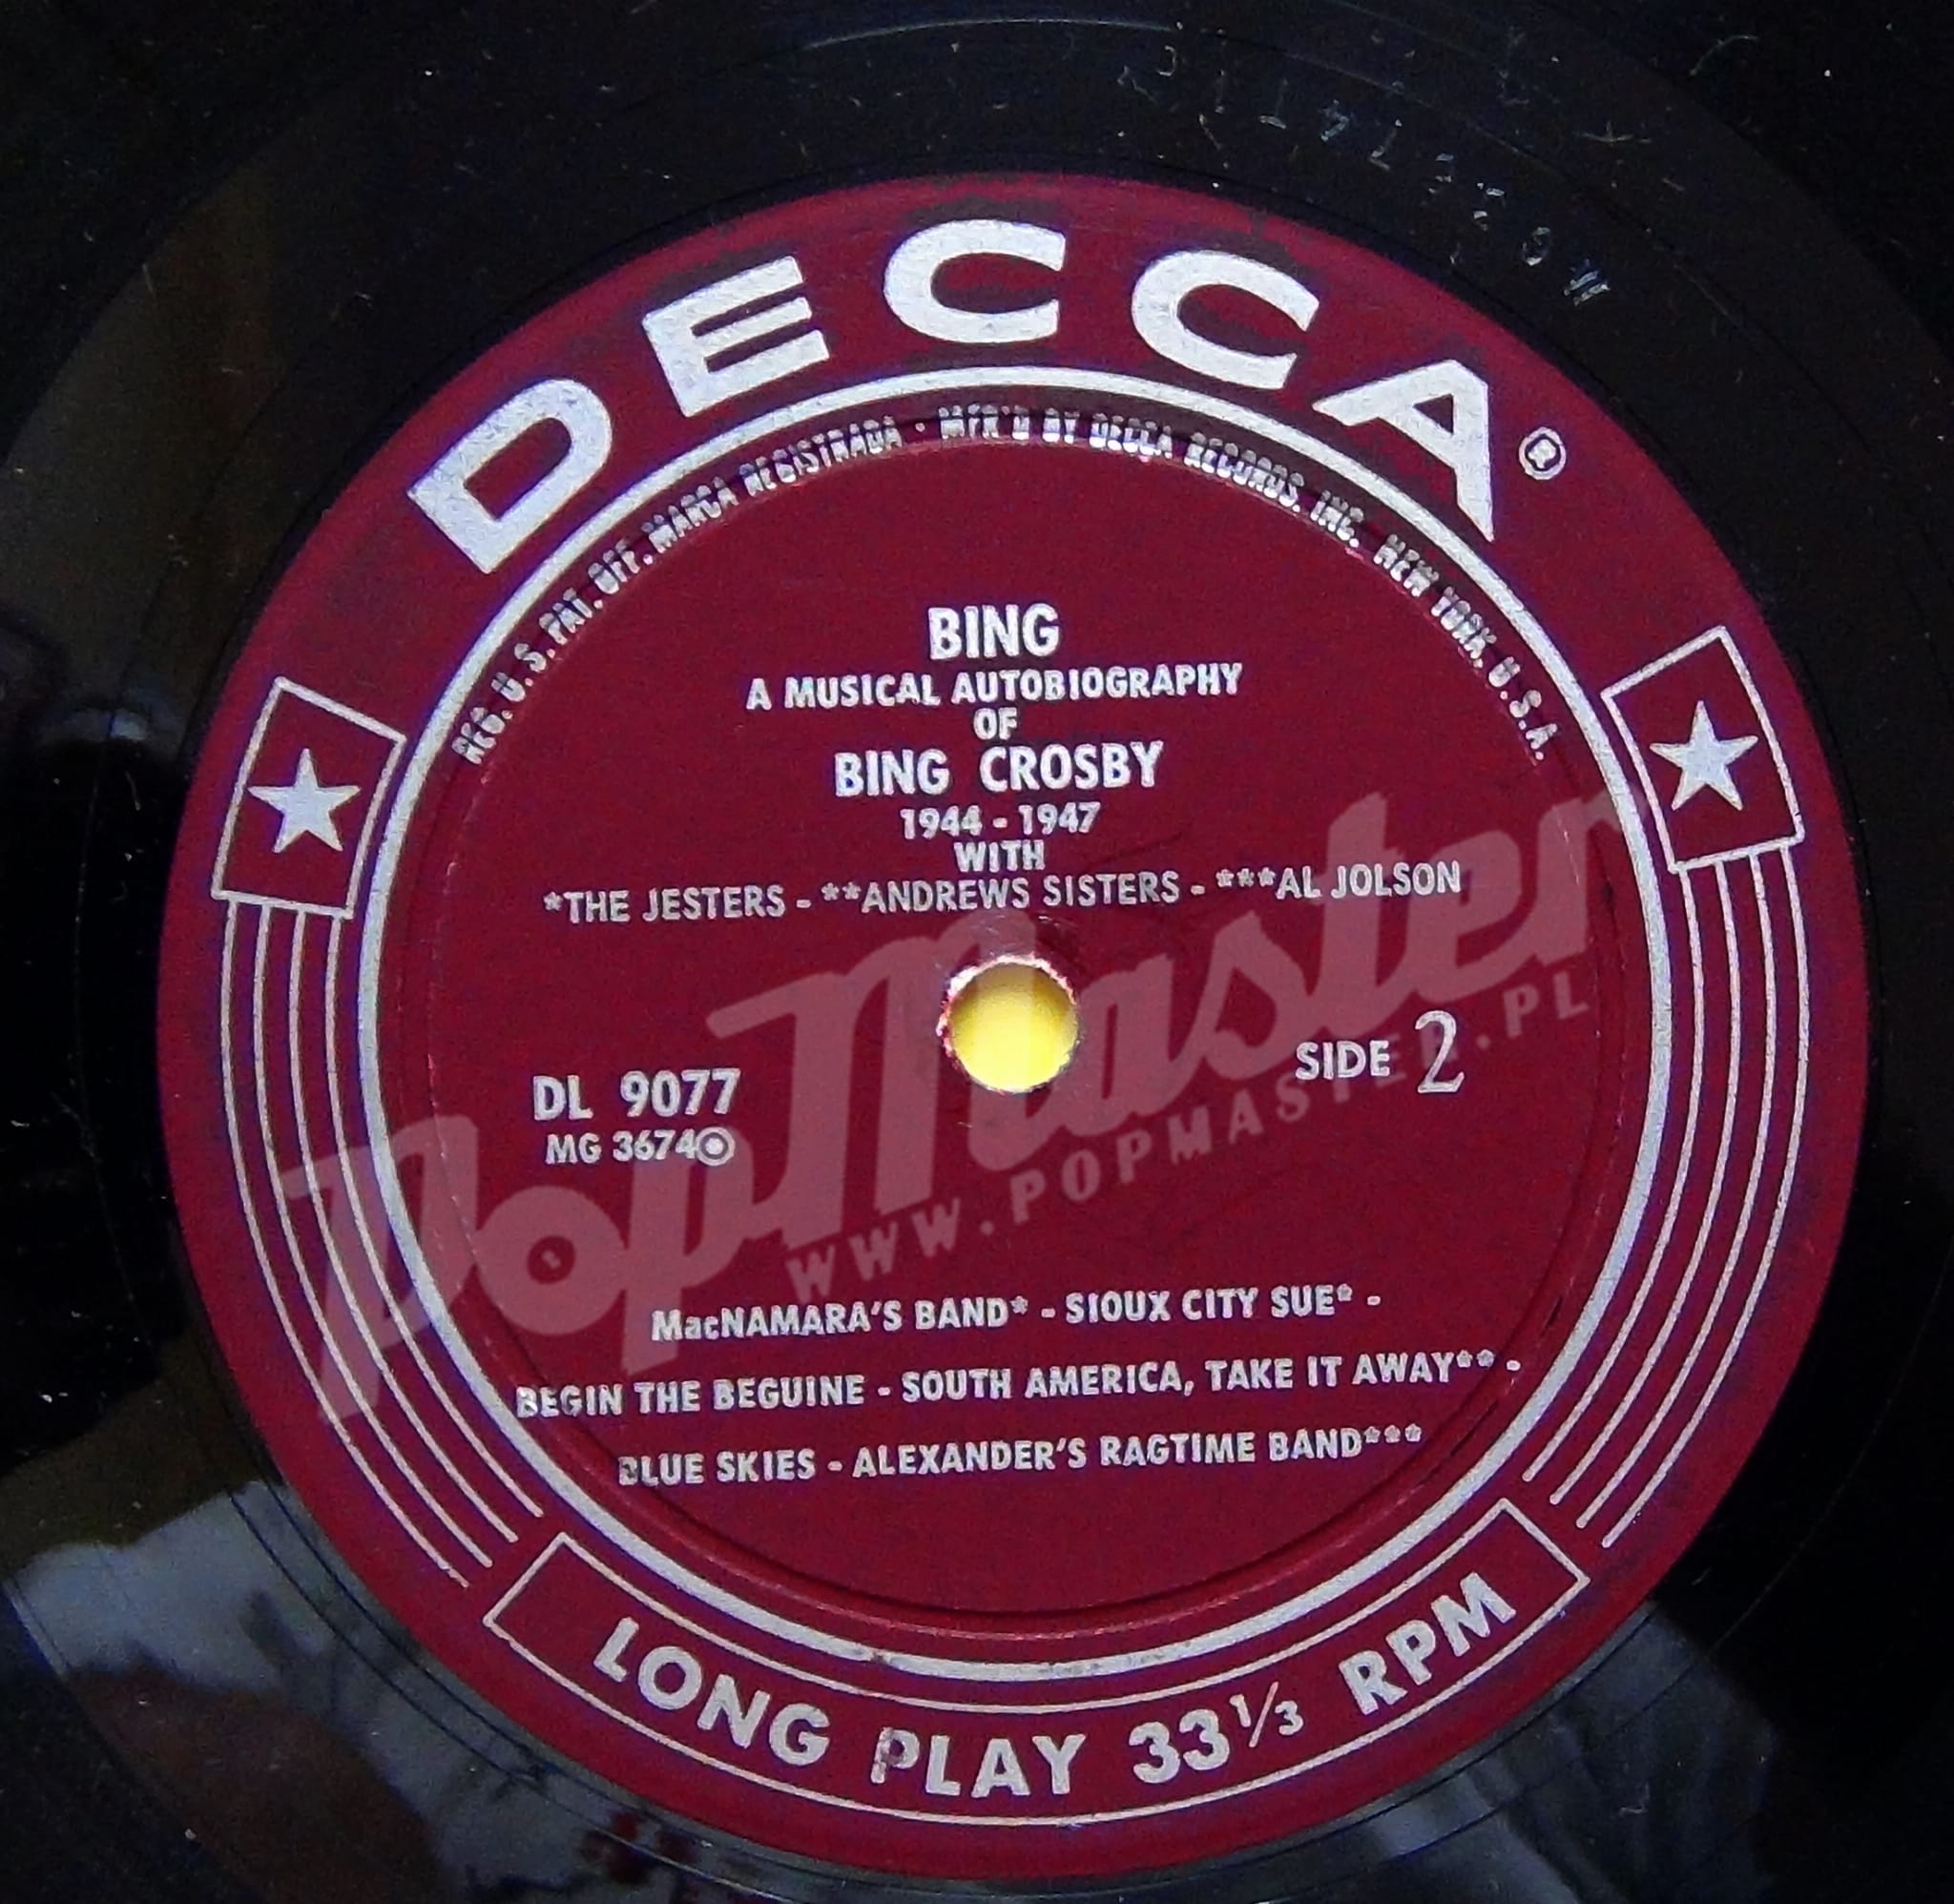 DECCA®
REG. U.S. PAT. OFF. MARCA REGISTRADA · MFR'D BY DECCA RECORDS, INC. NEW YORK, U.S.A.
BING
A MUSICAL AUTOBIOGRAPHY
OF
BING CROSBY
1944 - 1947
WITH
*THE JESTERS - **ANDREWS SISTERS - ***AL JOLSON
DL 9077
SIDE 2
MG 3674
PopMaster
WWW.POPMASTER.PL
MacNAMARA'S BAND* - SIOUX CITY SUE* -
BEGIN THE BEGUINE - SOUTH AMERICA, TAKE IT AWAY** -
BLUE SKIES - ALEXANDER'S RAGTIME BAND***
LONG PLAY 33⅓ RPM